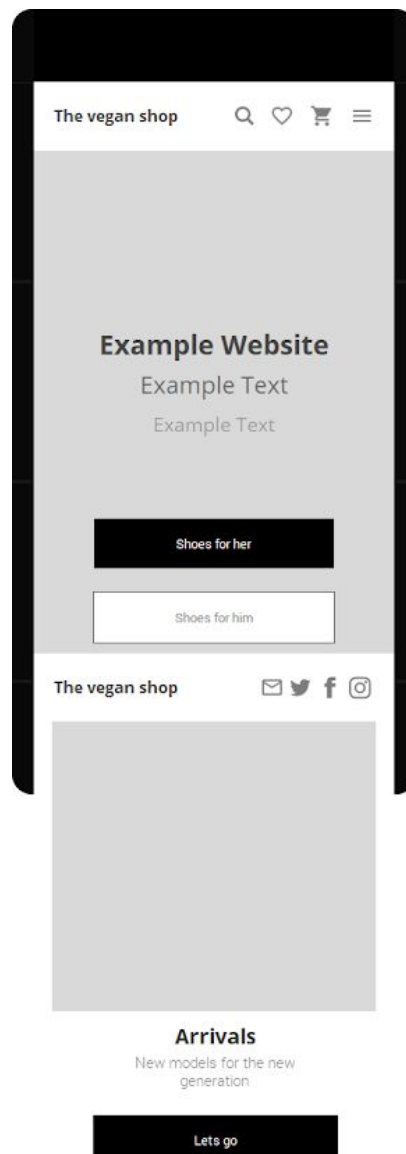 The vegan shop
Example Website
Example Text
Example Text
Shoes for her
Shoes for him
The vegan shop
Arrivals
New models for the new
generation
Lets go